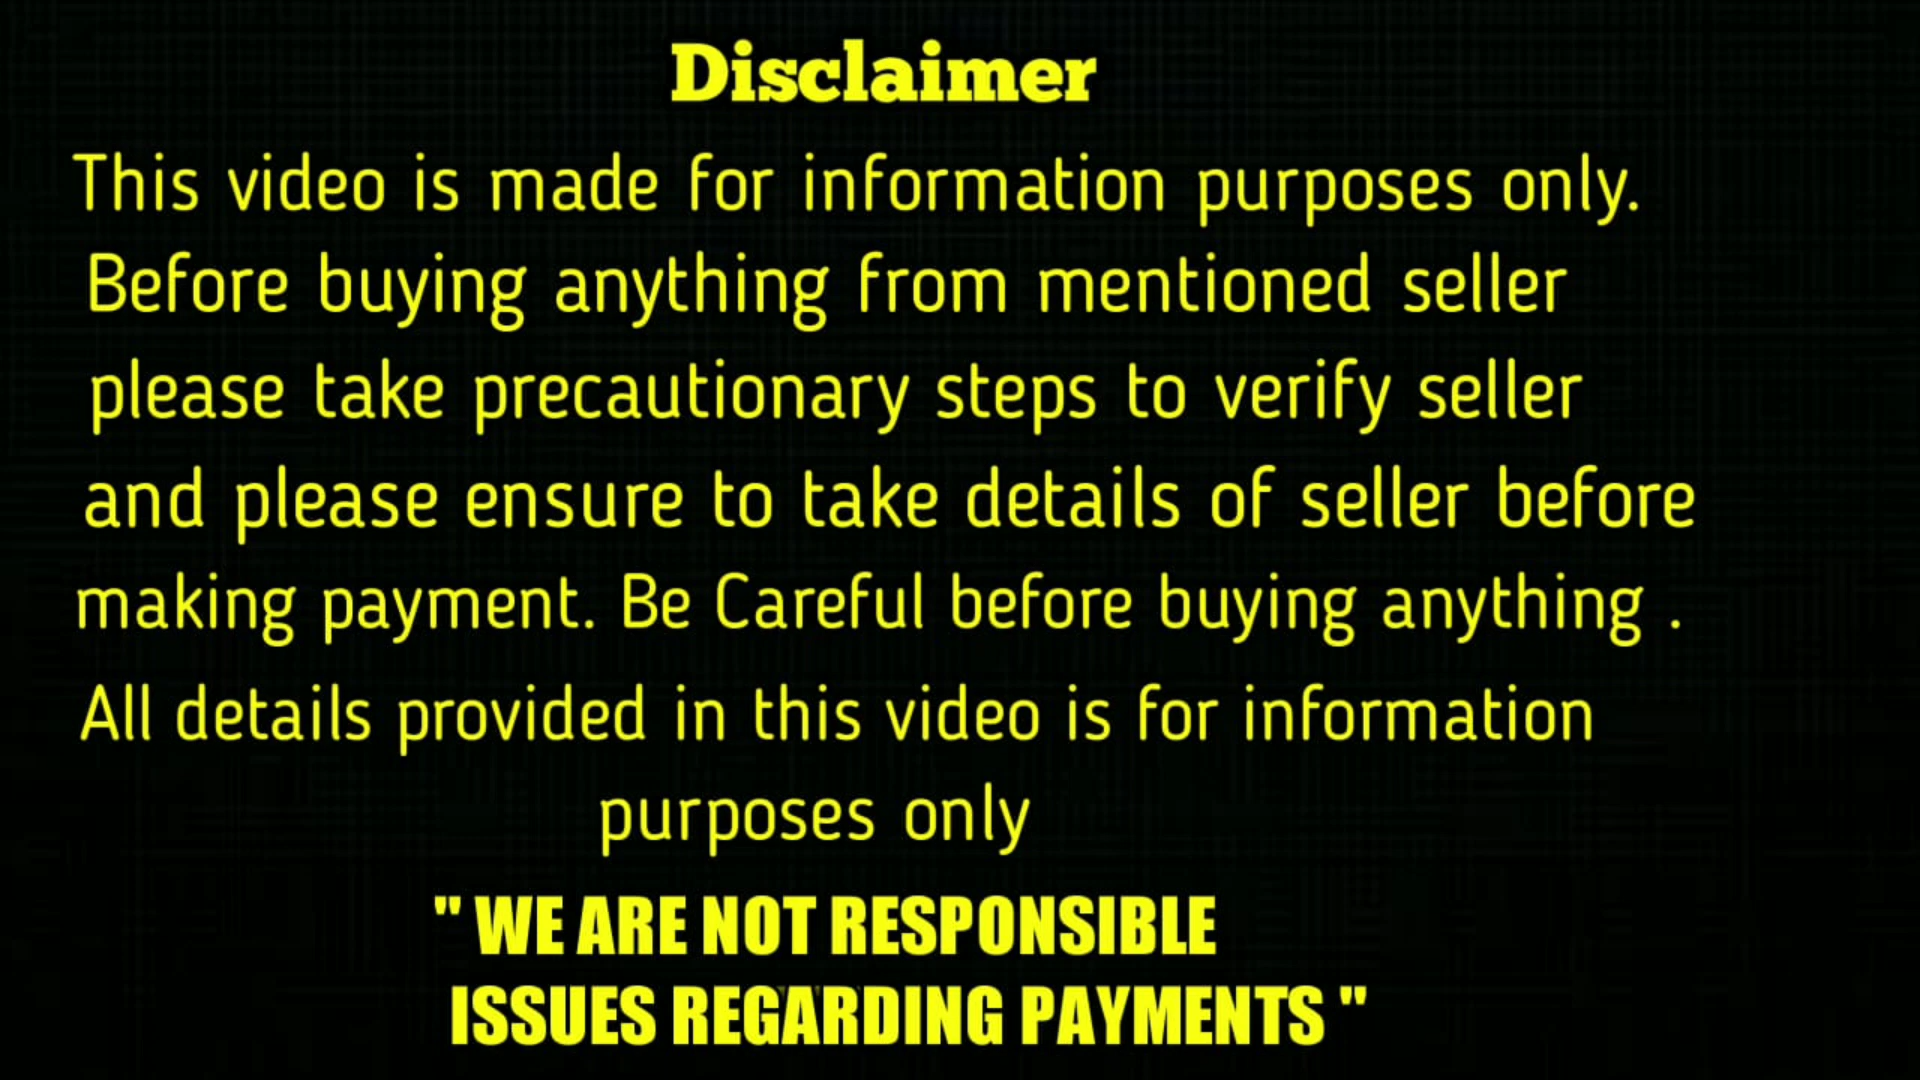 Disclaimer
This video is made for information purposes only.
Before buying anything from mentioned seller
please take precautionary steps to verify seller
and please ensure to take details of seller before
making payment. Be Careful before buying anything .
All details provided in this video is for information
purposes only
" WE ARE NOT RESPONSIBLE
ISSUES REGARDING PAYMENTS "